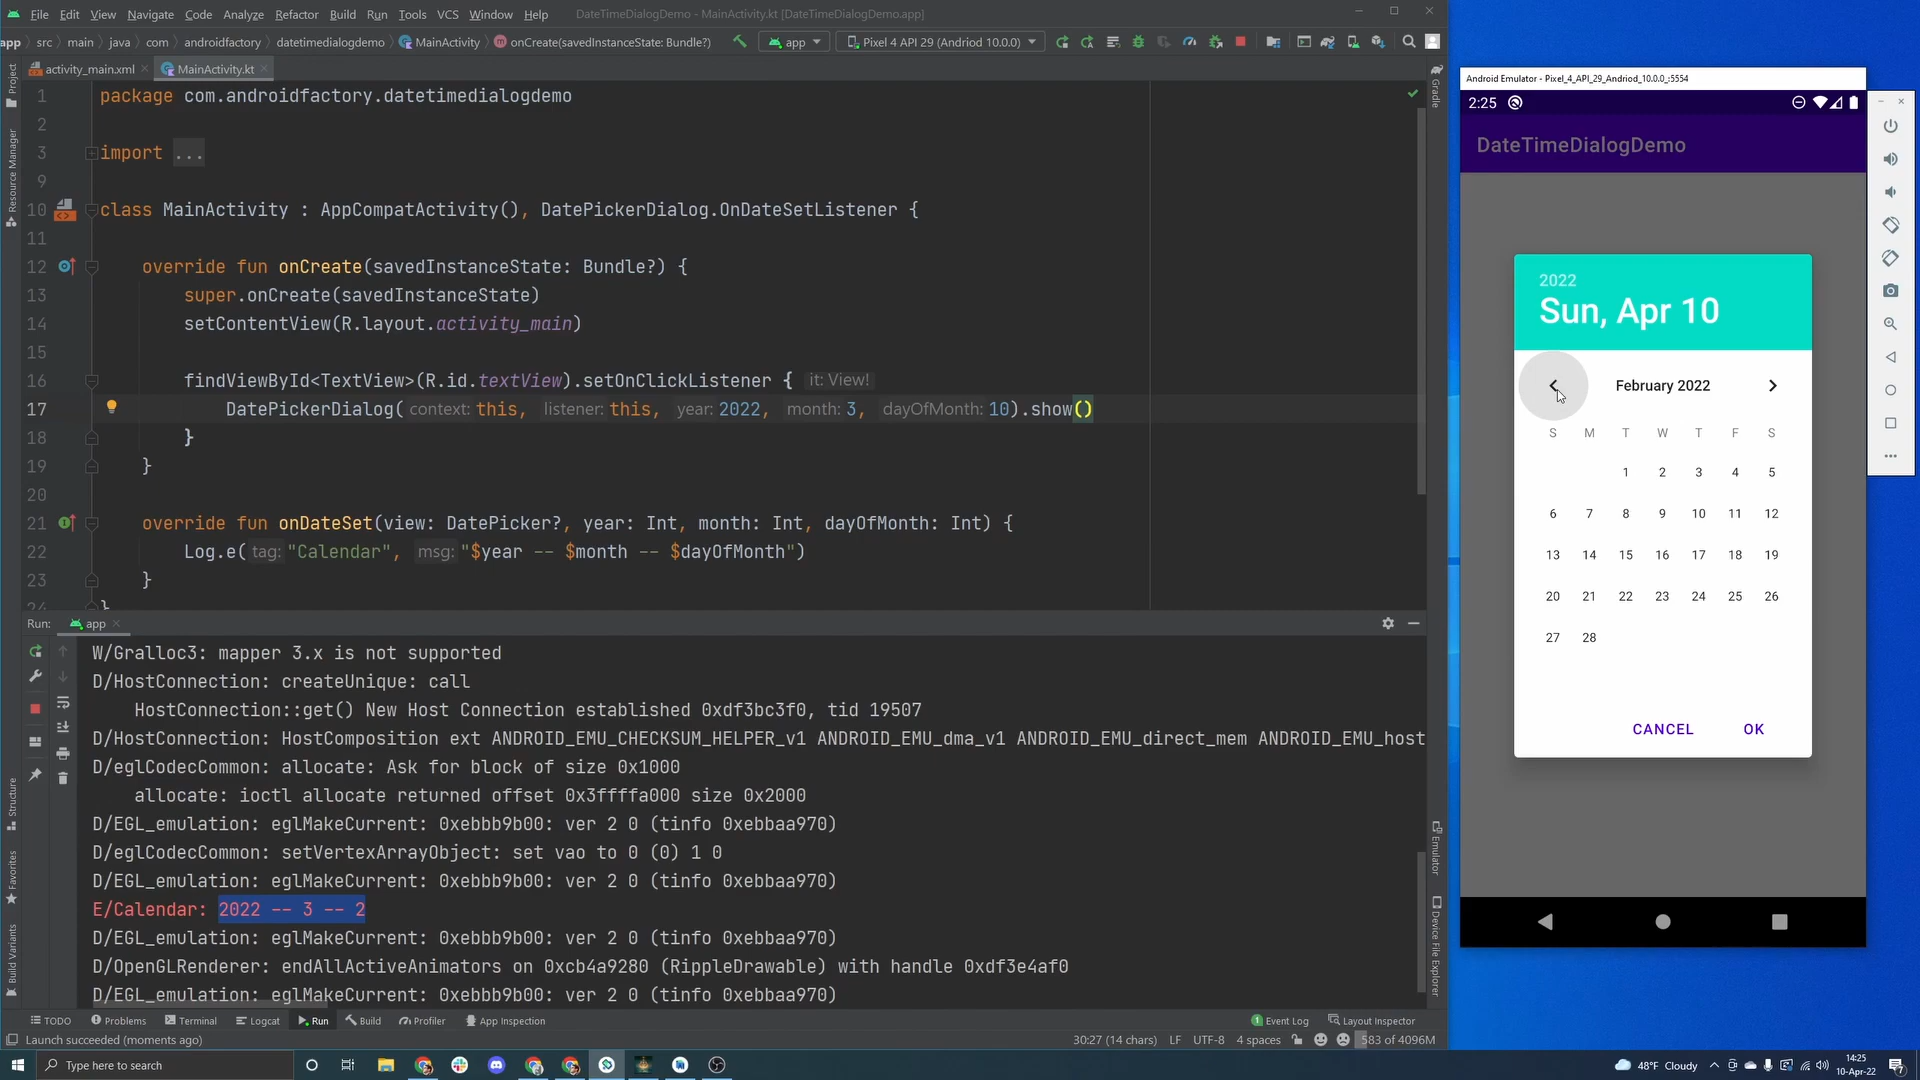 File Edit View Navigate Code Analyze Refactor Build Run Tools VCS Window Help DateTimeDialogDemo - MainActivity.kt [DateTimeDialogDemo.app]
app src main java com androidfactory datetimedialogdemo MainActivity onCreate(savedInstanceState: Bundle?) app Pixel 4 API 29 (Andriod 10.0.0)
activity_main.xml MainActivity.kt
Project
Resource Manager
Structure
Favorites
Build Variants
1 package com.androidfactory.datetimedialogdemo
2
3 import ...
9
10 class MainActivity : AppCompatActivity(), DatePickerDialog.OnDateSetListener {
11
12 override fun onCreate(savedInstanceState: Bundle?) {
13 super.onCreate(savedInstanceState)
14 setContentView(R.layout.activity_main)
15
16 findViewById<TextView>(R.id.textView).setOnClickListener { it: View!
17 DatePickerDialog( context: this, listener: this, year: 2022, month: 3, dayOfMonth: 10).show()
18 }
19 }
20
21 override fun onDateSet(view: DatePicker?, year: Int, month: Int, dayOfMonth: Int) {
22 Log.e( tag: "Calendar", msg: "$year -- $month -- $dayOfMonth")
23 }
24 }
Run: app
W/Gralloc3: mapper 3.x is not supported
D/HostConnection: createUnique: call
HostConnection::get() New Host Connection established 0xdf3bc3f0, tid 19507
D/HostConnection: HostComposition ext ANDROID_EMU_CHECKSUM_HELPER_v1 ANDROID_EMU_dma_v1 ANDROID_EMU_direct_mem ANDROID_EMU_host
D/eglCodecCommon: allocate: Ask for block of size 0x1000
allocate: ioctl allocate returned offset 0x3ffffa000 size 0x2000
D/EGL_emulation: eglMakeCurrent: 0xebbb9b00: ver 2 0 (tinfo 0xebbaa970)
D/eglCodecCommon: setVertexArrayObject: set vao to 0 (0) 1 0
D/EGL_emulation: eglMakeCurrent: 0xebbb9b00: ver 2 0 (tinfo 0xebbaa970)
E/Calendar: 2022 -- 3 -- 2
D/EGL_emulation: eglMakeCurrent: 0xebbb9b00: ver 2 0 (tinfo 0xebbaa970)
D/OpenGLRenderer: endAllActiveAnimators on 0xcb4a9280 (RippleDrawable) with handle 0xdf3e4af0
D/EGL_emulation: eglMakeCurrent: 0xebbb9b00: ver 2 0 (tinfo 0xebbaa970)
TODO Problems Terminal Logcat Run Build Profiler App Inspection 1 Event Log Layout Inspector
Launch succeeded (moments ago) 30:27 (14 chars) LF UTF-8 4 spaces 583 of 4096M
Gradle
Emulator
Device File Explorer
Android Emulator - Pixel_4_API_29_Andriod_10.0.0_:5554
2:25
DateTimeDialogDemo
2022
Sun, Apr 10
February 2022
S M T W T F S
1 2 3 4 5
6 7 8 9 10 11 12
13 14 15 16 17 18 19
20 21 22 23 24 25 26
27 28
CANCEL OK
Type here to search
48°F Cloudy
14:25
10-Apr-22
7